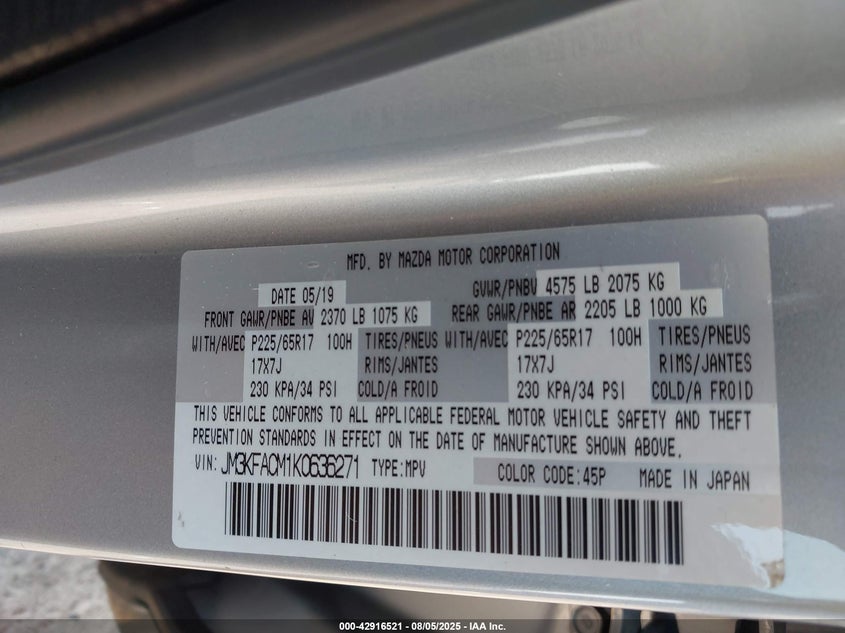 MFD. BY MAZDA MOTOR CORPORATION
DATE 05/19 GVWR/PNBV 4575 LB 2075 KG
FRONT GAWR/PNBE AV 2370 LB 1075 KG REAR GAWR/PNBE AR 2205 LB 1000 KG
WITH/AVEC P225/65R17 100H TIRES/PNEUS WITH/AVEC P225/65R17 100H TIRES/PNEUS
17X7J RIMS/JANTES 17X7J RIMS/JANTES
230 KPA/34 PSI COLD/A FROID 230 KPA/34 PSI COLD/A FROID
THIS VEHICLE CONFORMS TO ALL APPLICABLE FEDERAL MOTOR VEHICLE SAFETY AND THEFT
PREVENTION STANDARDS IN EFFECT ON THE DATE OF MANUFACTURE SHOWN ABOVE.
VIN: JM3KFACM1K0636271 TYPE:MPV COLOR CODE:45P MADE IN JAPAN
000-42916521 - 08/05/2025 - IAA Inc.